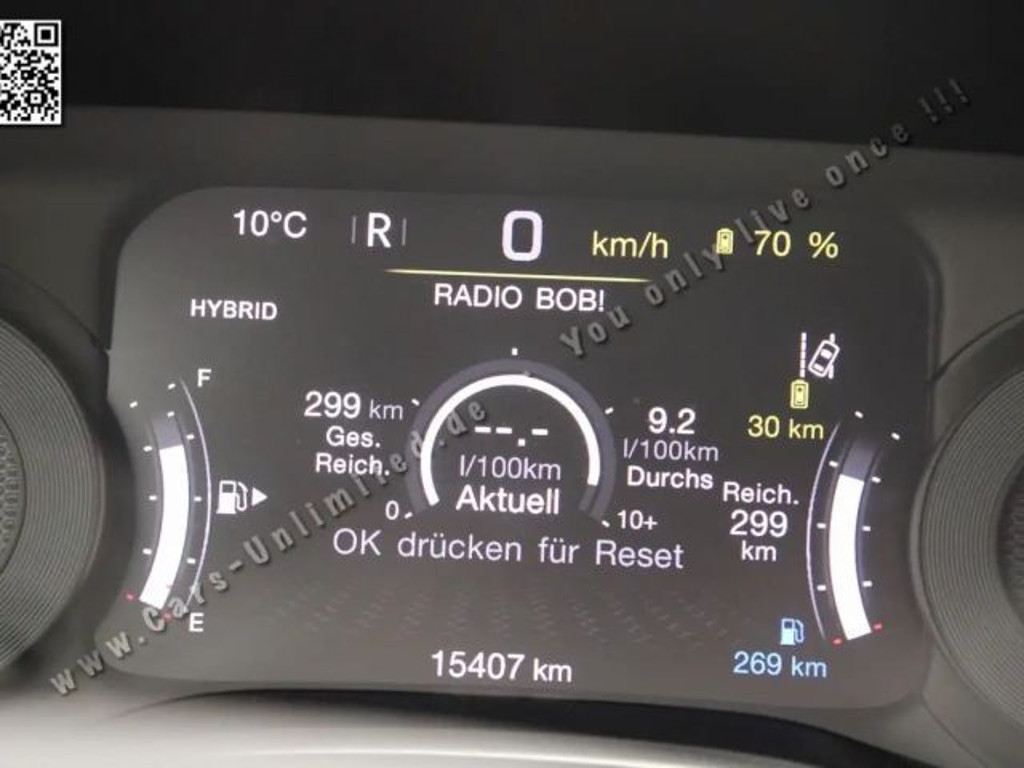 10°C R 0 km/h 70 %
RADIO BOB!
HYBRID
F
299 km
Ges.
Reich.
--.-
l/100km
Aktuell
0
10+
9.2
l/100km
Durchs
30 km
Reich.
299
km
OK drücken für Reset
E
15407 km
269 km
www.Cars-Unlimited.de
You only live once !!!